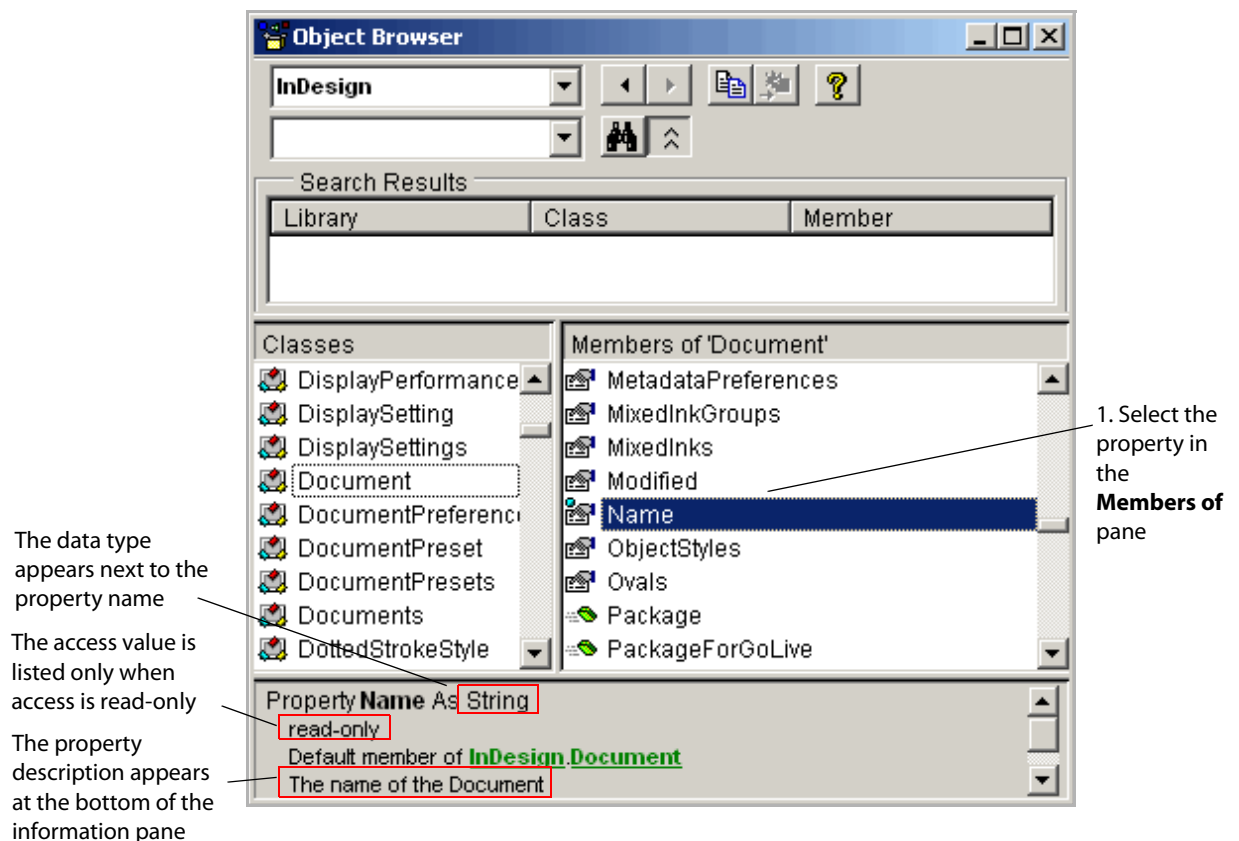 Object Browser
InDesign
Search Results
Library Class Member
Classes
DisplayPerformance
DisplaySetting
DisplaySettings
Document
DocumentPreferenc
DocumentPreset
DocumentPresets
Documents
DottedStrokeStyle
Members of 'Document'
MetadataPreferences
MixedInkGroups
MixedInks
Modified
Name
ObjectStyles
Ovals
Package
PackageForGoLive
1. Select the
property in
the
Members of
pane
The data type
appears next to the
property name
The access value is
listed only when
access is read-only
The property
description appears
at the bottom of the
information pane
Property Name As String
read-only
Default member of InDesign.Document
The name of the Document